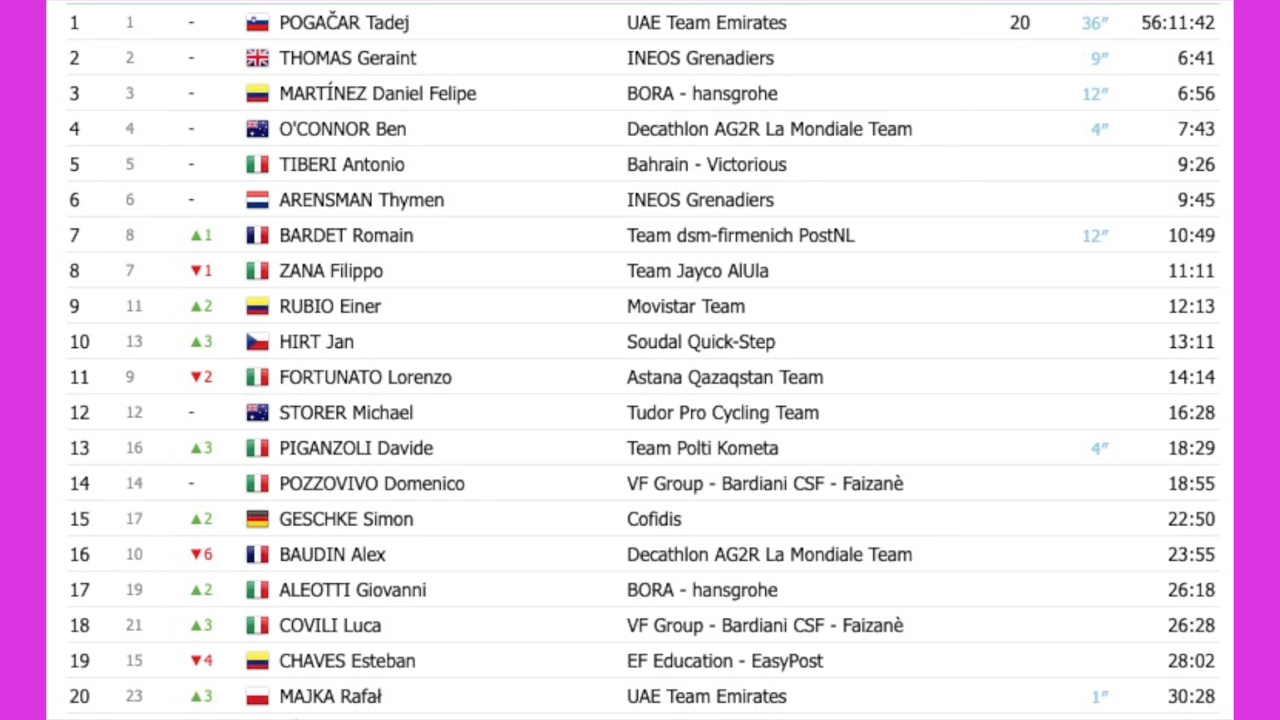 1 1 - POGAČAR Tadej UAE Team Emirates 20 36″ 56:11:42
2 2 - THOMAS Geraint INEOS Grenadiers 9″ 6:41
3 3 - MARTÍNEZ Daniel Felipe BORA - hansgrohe 12″ 6:56
4 4 - O'CONNOR Ben Decathlon AG2R La Mondiale Team 4″ 7:43
5 5 - TIBERI Antonio Bahrain - Victorious 9:26
6 6 - ARENSMAN Thymen INEOS Grenadiers 9:45
7 8 ▲1 BARDET Romain Team dsm-firmenich PostNL 12″ 10:49
8 7 ▼1 ZANA Filippo Team Jayco AlUla 11:11
9 11 ▲2 RUBIO Einer Movistar Team 12:13
10 13 ▲3 HIRT Jan Soudal Quick-Step 13:11
11 9 ▼2 FORTUNATO Lorenzo Astana Qazaqstan Team 14:14
12 12 - STORER Michael Tudor Pro Cycling Team 16:28
13 16 ▲3 PIGANZOLI Davide Team Polti Kometa 4″ 18:29
14 14 - POZZOVIVO Domenico VF Group - Bardiani CSF - Faizanè 18:55
15 17 ▲2 GESCHKE Simon Cofidis 22:50
16 10 ▼6 BAUDIN Alex Decathlon AG2R La Mondiale Team 23:55
17 19 ▲2 ALEOTTI Giovanni BORA - hansgrohe 26:18
18 21 ▲3 COVILI Luca VF Group - Bardiani CSF - Faizanè 26:28
19 15 ▼4 CHAVES Esteban EF Education - EasyPost 28:02
20 23 ▲3 MAJKA Rafał UAE Team Emirates 1″ 30:28